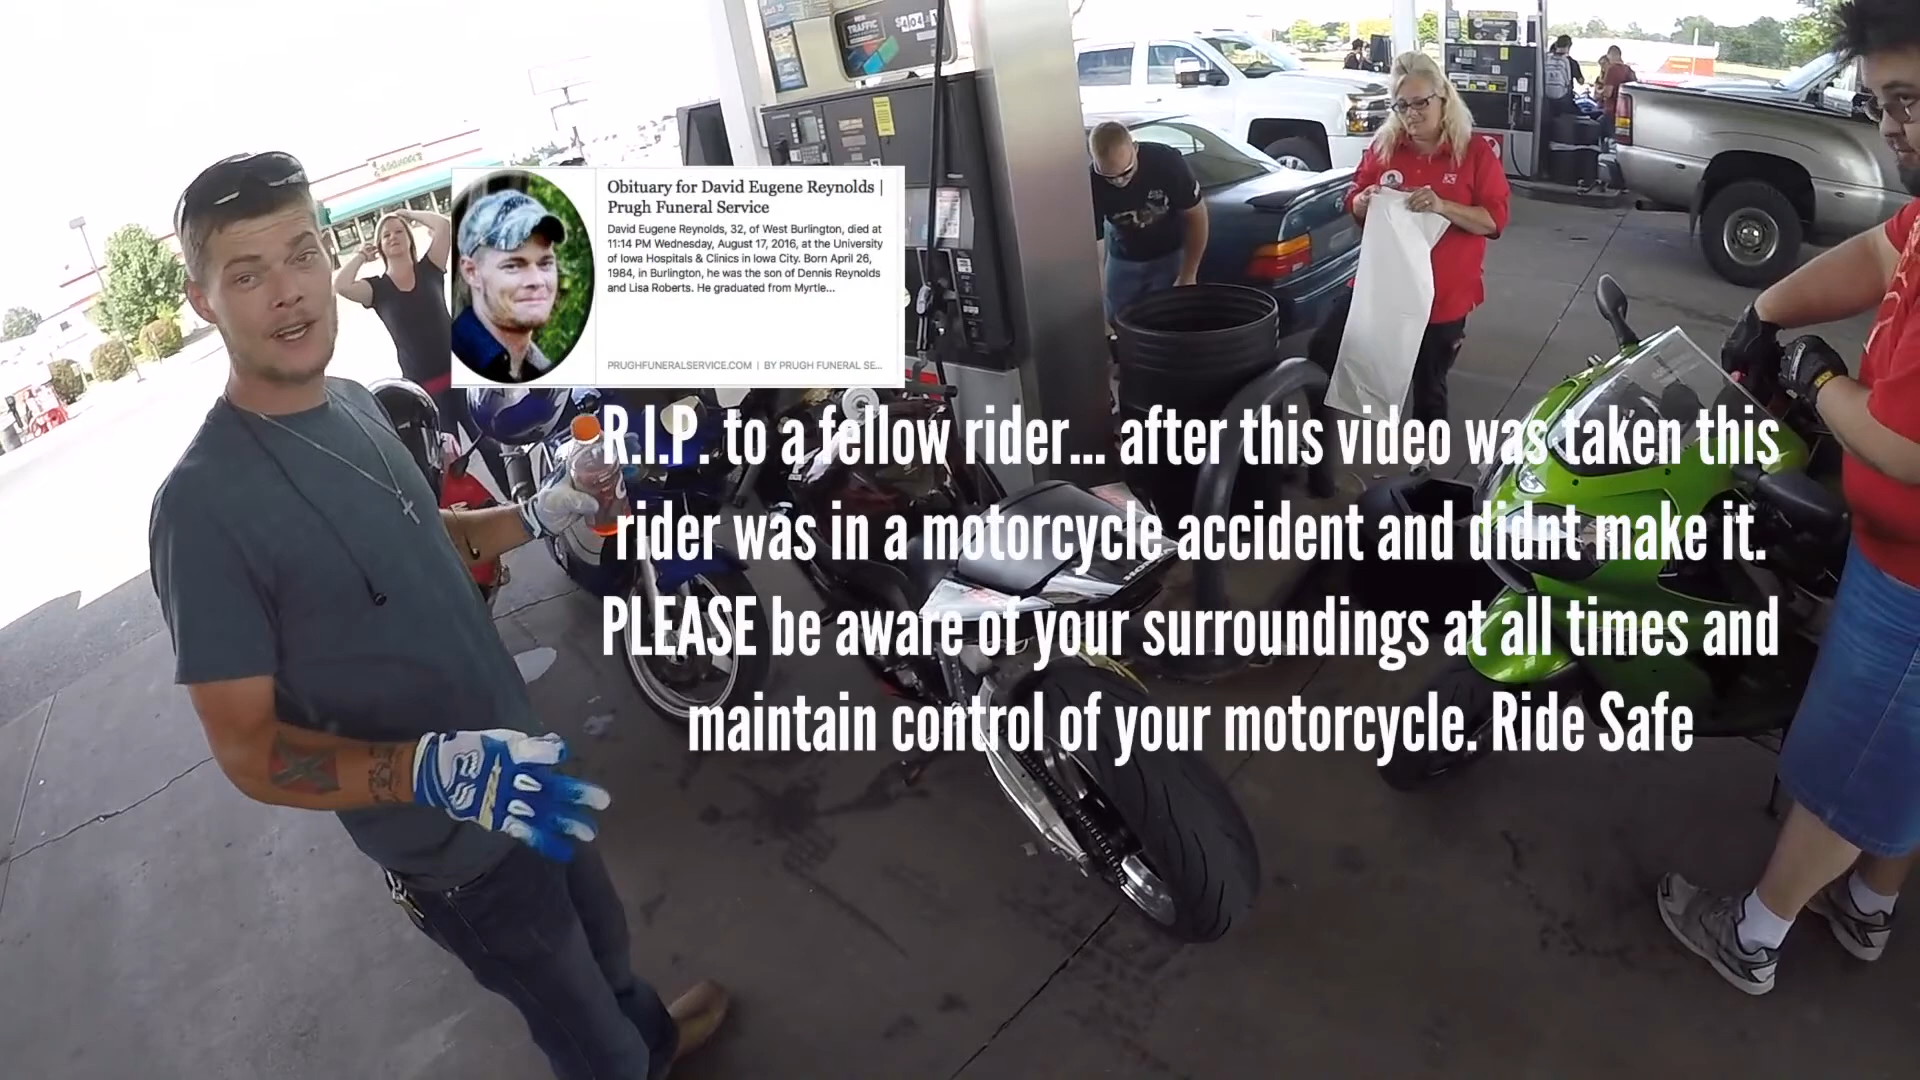 TRAFFIC
Obituary for David Eugene Reynolds |
Prugh Funeral Service
David Eugene Reynolds, 32, of West Burlington, died at
11:14 PM Wednesday, August 17, 2016, at the University
of Iowa Hospitals & Clinics in Iowa City. Born April 26,
1984, in Burlington, he was the son of Dennis Reynolds
and Lisa Roberts. He graduated from Myrtle...
PRUGHFUNERALSERVICE.COM | BY PRUGH FUNERAL SE...
R.I.P. to a fellow rider... after this video was taken this
rider was in a motorcycle accident and didnt make it.
PLEASE be aware of your surroundings at all times and
maintain control of your motorcycle. Ride Safe